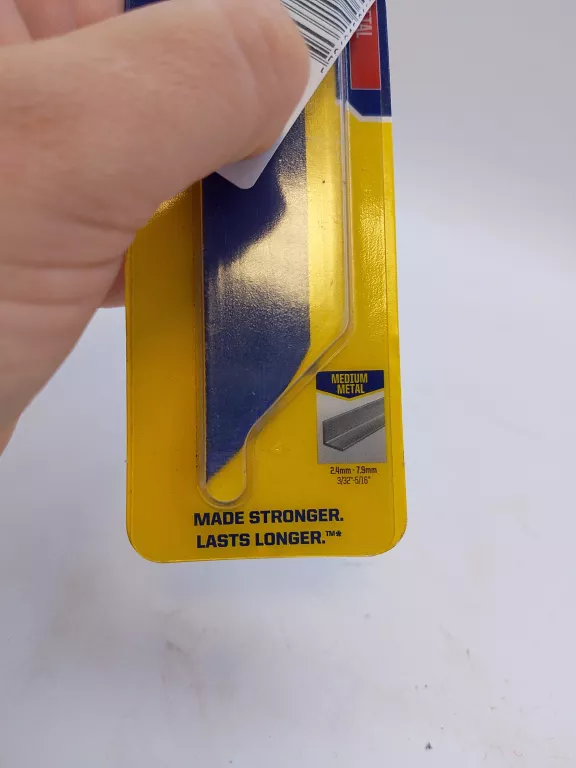 MEDIUM
METAL
2.4mm - 7.9mm
3/32"-5/16"
MADE STRONGER.
LASTS LONGER.™*